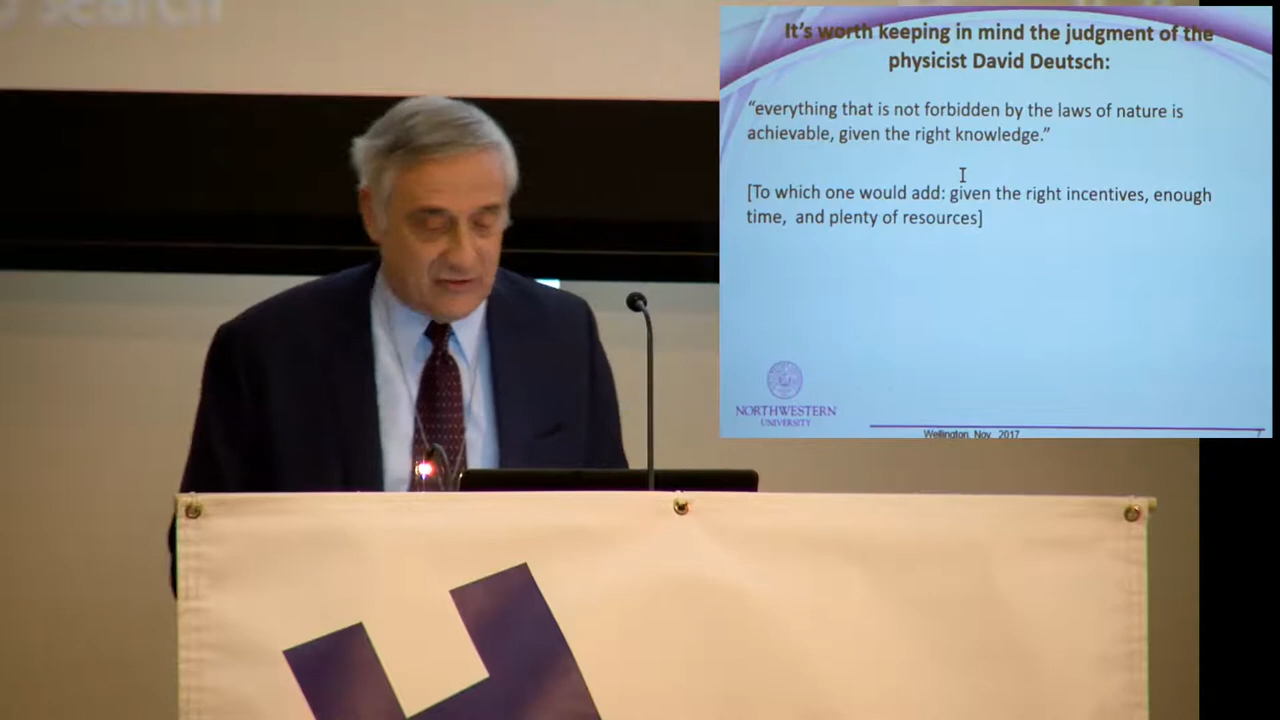 search
It's worth keeping in mind the judgment of the
physicist David Deutsch:
“everything that is not forbidden by the laws of nature is
achievable, given the right knowledge.”
[To which one would add: given the right incentives, enough
time, and plenty of resources]
NORTHWESTERN
UNIVERSITY
Wellington, Nov. 2017